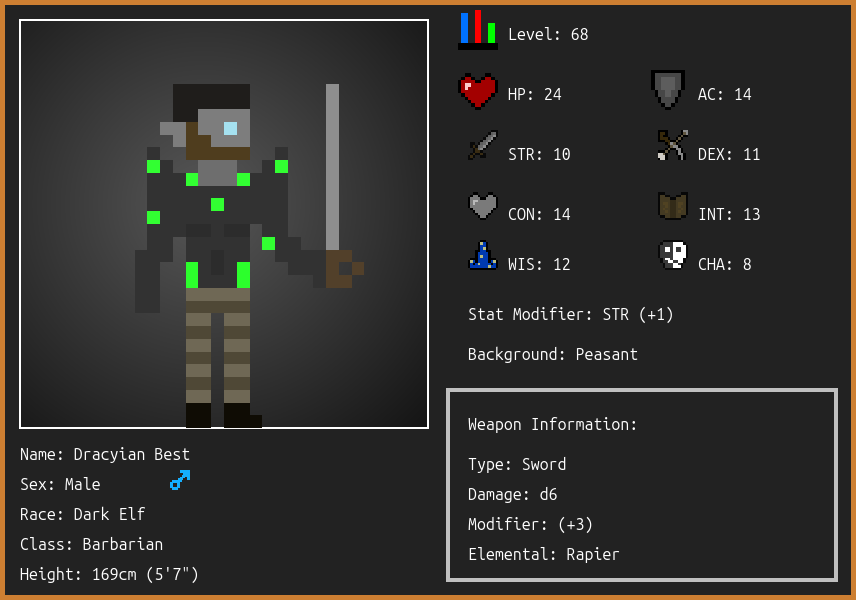 Level: 68
HP: 24
AC: 14
STR: 10
DEX: 11
CON: 14
INT: 13
WIS: 12
CHA: 8
Stat Modifier: STR (+1)
Background: Peasant
Weapon Information:
Type: Sword
Damage: d6
Modifier: (+3)
Elemental: Rapier
Name: Dracyian Best
Sex: Male
Race: Dark Elf
Class: Barbarian
Height: 169cm (5'7")